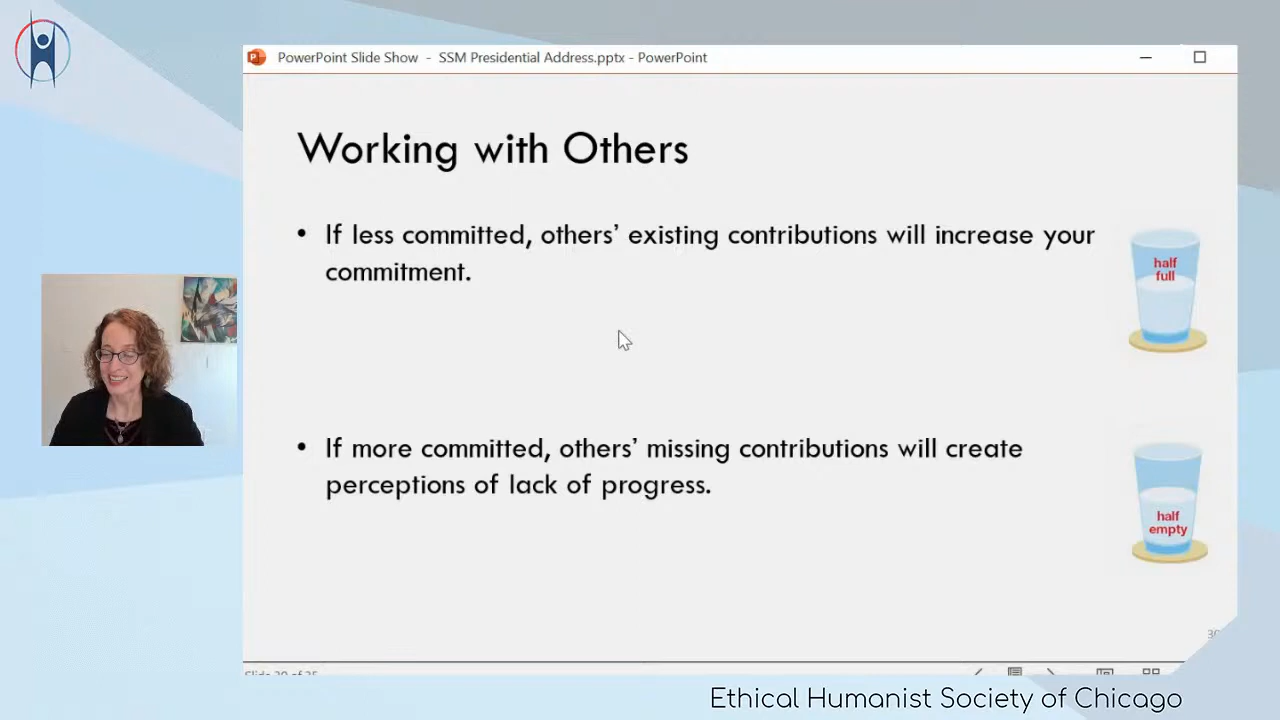 PowerPoint Slide Show - SSM Presidential Address.pptx - PowerPoint
Working with Others
• If less committed, others’ existing contributions will increase your
commitment.
half
full
• If more committed, others’ missing contributions will create
perceptions of lack of progress.
half
empty
Ethical Humanist Society of Chicago